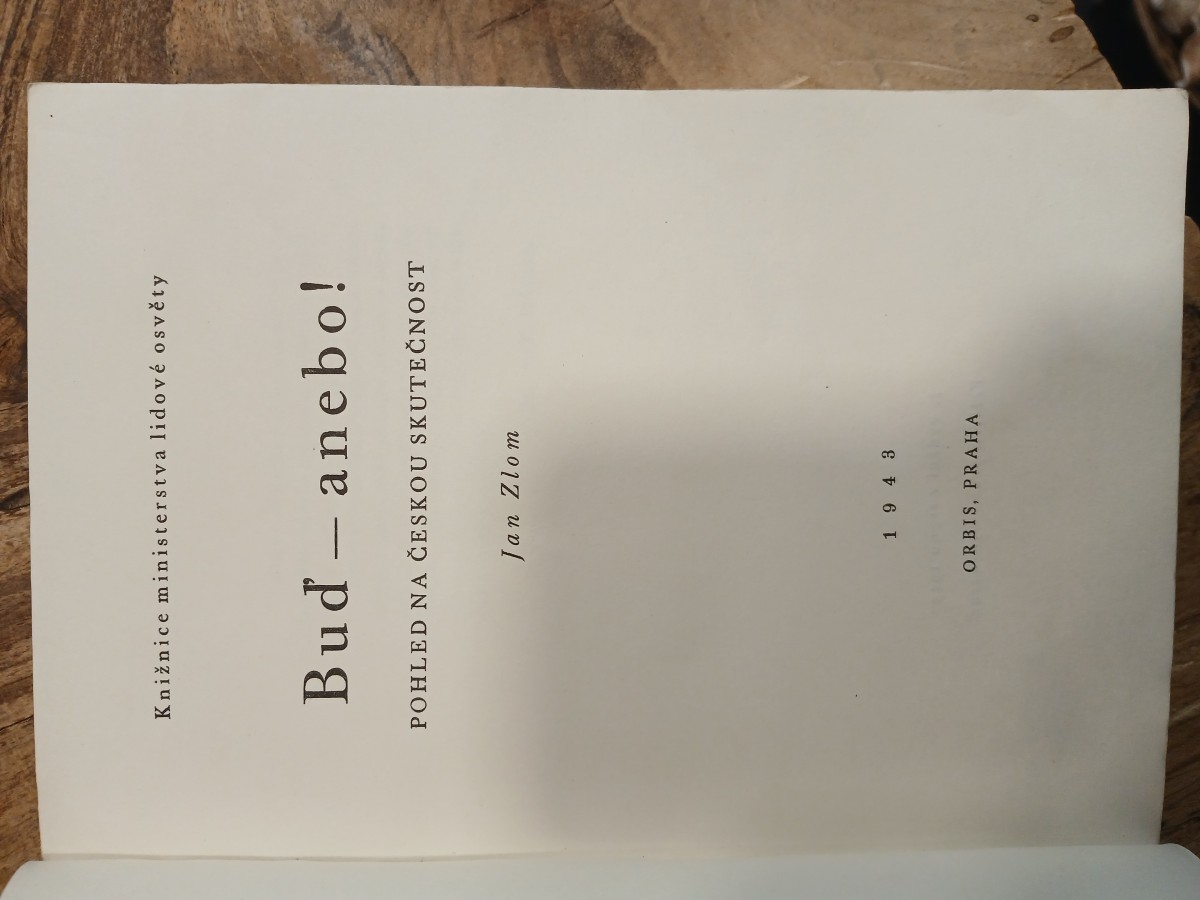 Knižnice ministerstva lidové osvěty
Buď — anebo!
POHLED NA ČESKOU SKUTEČNOST
Jan Zlom
1943
ORBIS, PRAHA